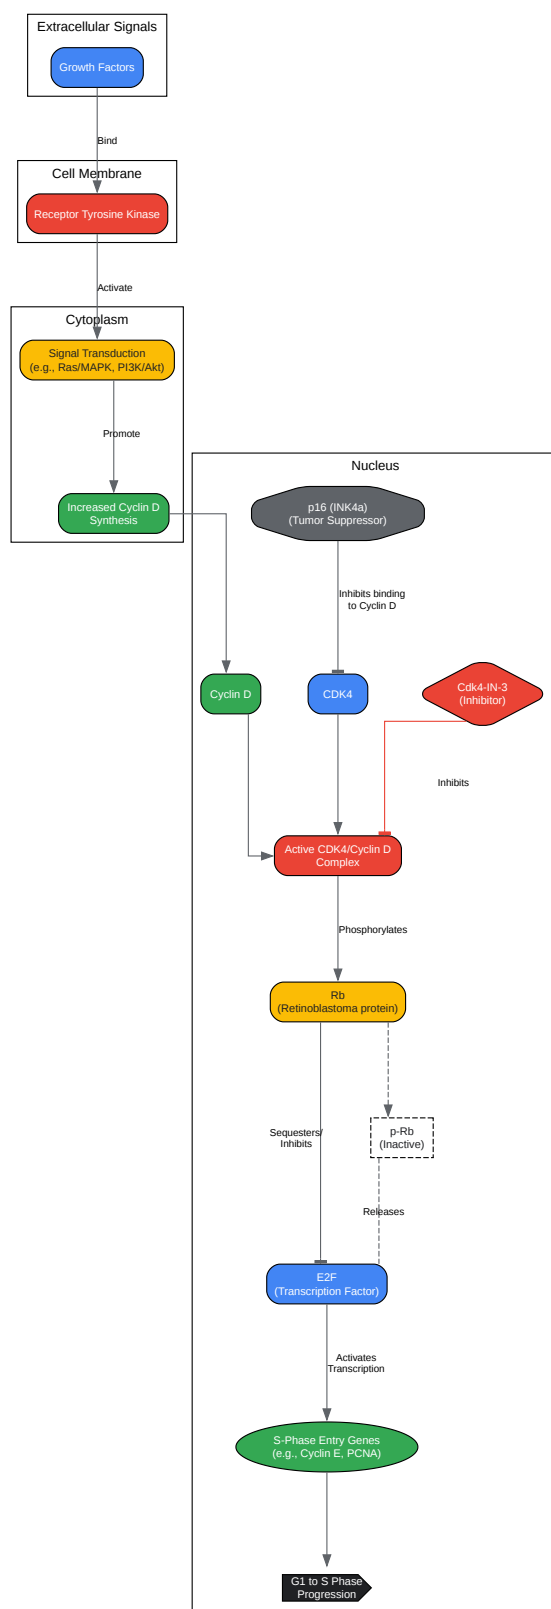 Extracellular Signals
Growth Factors
Bind
Cell Membrane
Receptor Tyrosine Kinase
Activate
Cytoplasm
Signal Transduction
(e.g., Ras/MAPK, PI3K/Akt)
Promote
Increased Cyclin D
Synthesis
Nucleus
p16 (INK4a)
(Tumor Suppressor)
Inhibits binding
to Cyclin D
Cyclin D
CDK4
Cdk4-IN-3
(Inhibitor)
Inhibits
Active CDK4/Cyclin D
Complex
Phosphorylates
Rb
(Retinoblastoma protein)
Sequesters/
Inhibits
p-Rb
(Inactive)
Releases
E2F
(Transcription Factor)
Activates
Transcription
S-Phase Entry Genes
(e.g., Cyclin E, PCNA)
G1 to S Phase
Progression